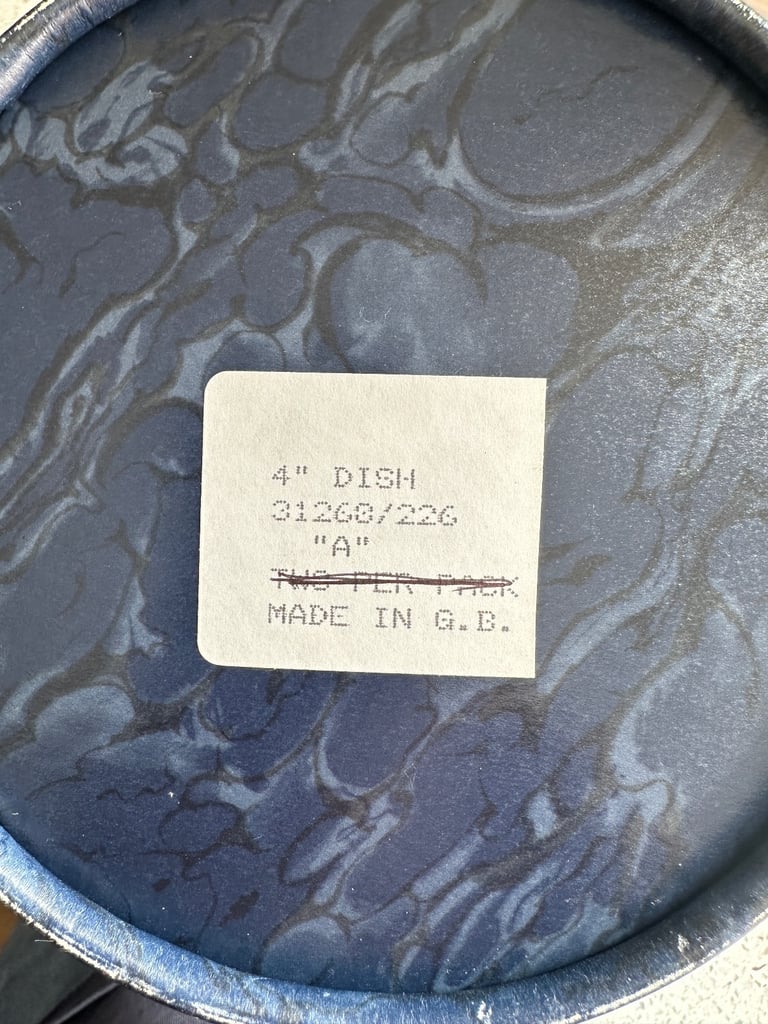 4" DISH
31260/226
"A"
TWO PER PACK
MADE IN G.B.